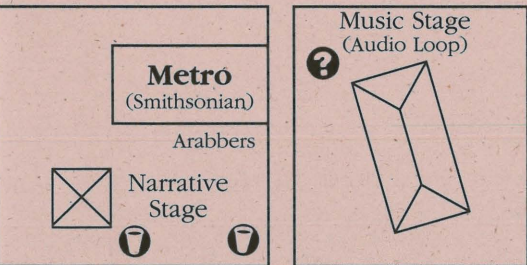 Metro
(Smithsonian)
Arabbers
Narrative
Stage
Music Stage
(Audio Loop)
?